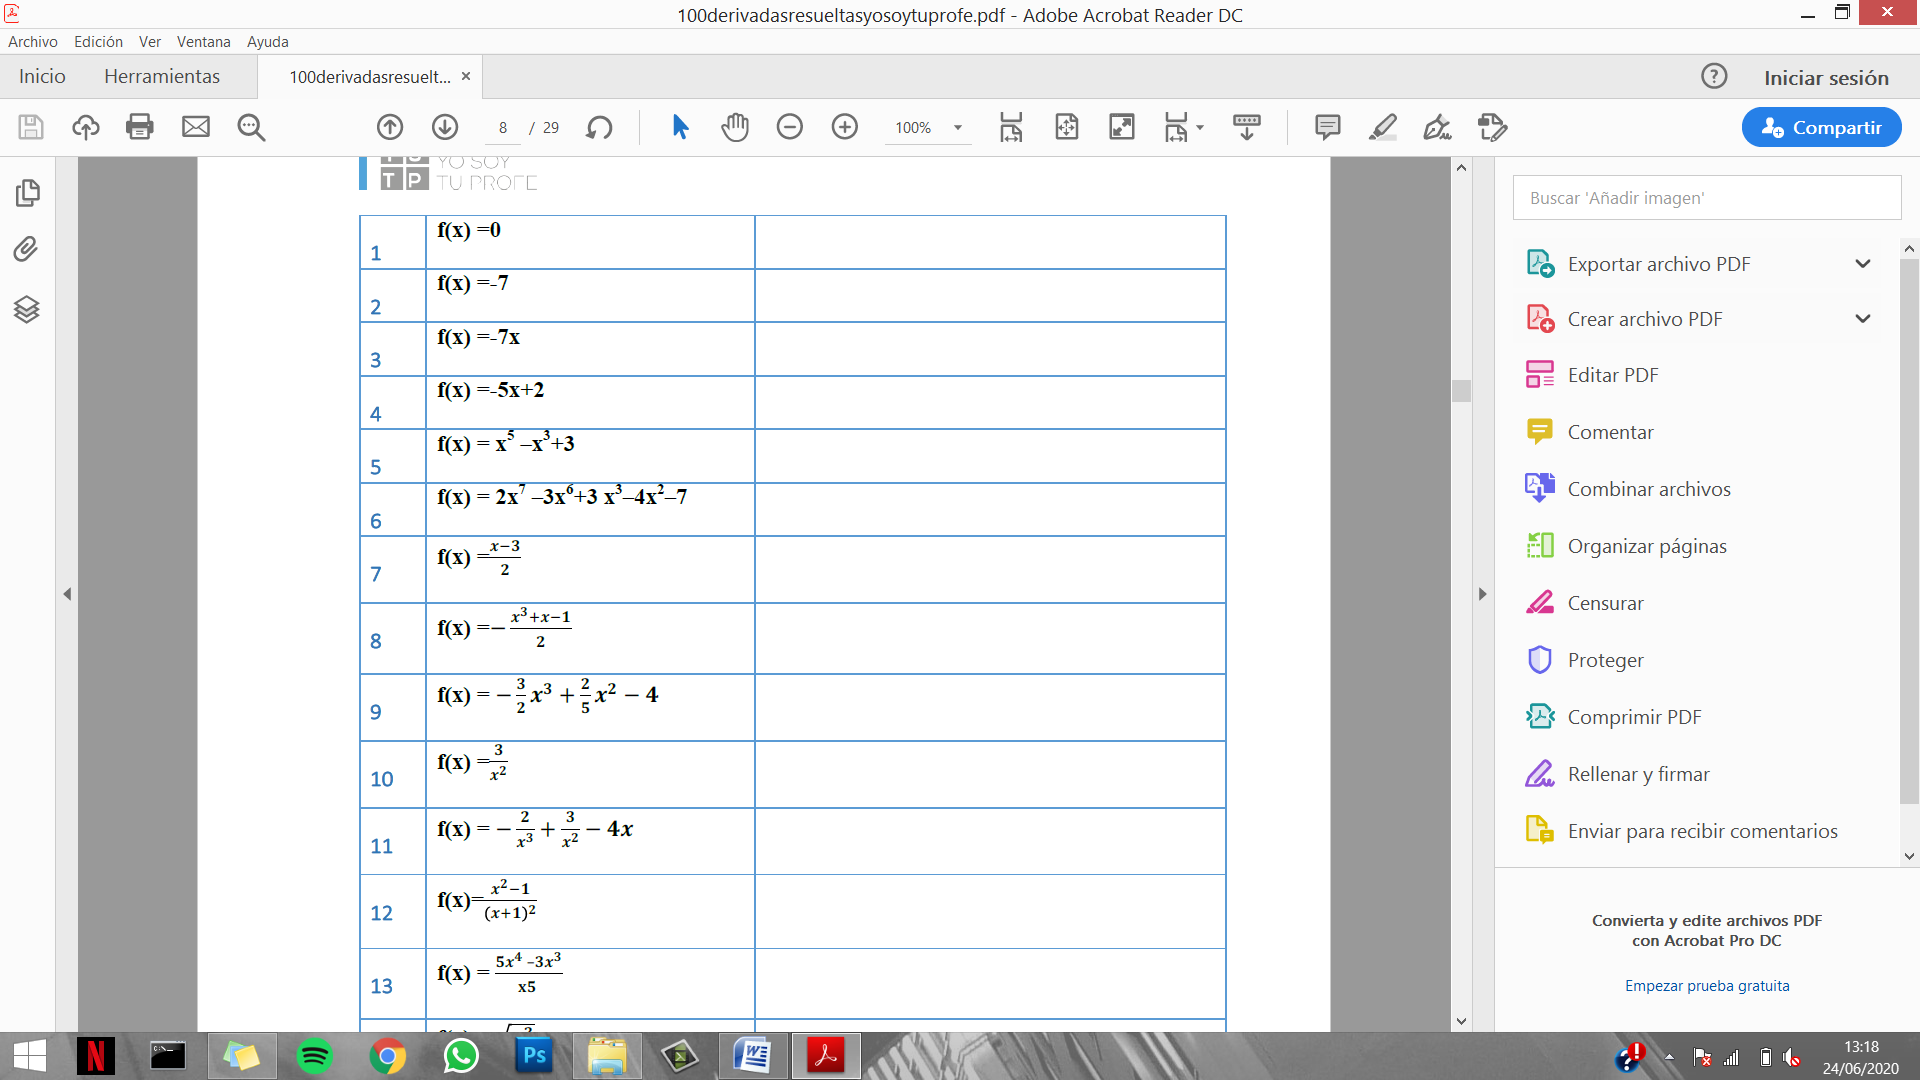 100derivadasresueltasyosoytuprofe.pdf - Adobe Acrobat Reader DC
Archivo Edición Ver Ventana Ayuda
Inicio Herramientas 100derivadasresuelt... × Iniciar sesión
8 / 29 100% Compartir
YO SOY
T P TU PROFE
1 f(x) =0
2 f(x) =-7
3 f(x) =-7x
4 f(x) =-5x+2
5 f(x) = x⁵ –x³+3
6 f(x) = 2x⁷ –3x⁶+3 x³–4x²–7
7 f(x) =(x−3)/2
8 f(x) =−(x³+x−1)/2
9 f(x) = −3/2 x³ + 2/5 x² − 4
10 f(x) =3/x²
11 f(x) = −2/x³ + 3/x² − 4x
12 f(x)=(x²−1)/(x+1)²
13 f(x) = (5x⁴ -3x³)/x5
Buscar 'Añadir imagen'
Exportar archivo PDF
Crear archivo PDF
Editar PDF
Comentar
Combinar archivos
Organizar páginas
Censurar
Proteger
Comprimir PDF
Rellenar y firmar
Enviar para recibir comentarios
Convierta y edite archivos PDF
con Acrobat Pro DC
Empezar prueba gratuita
N C:\_ Ps W
13:18
24/06/2020